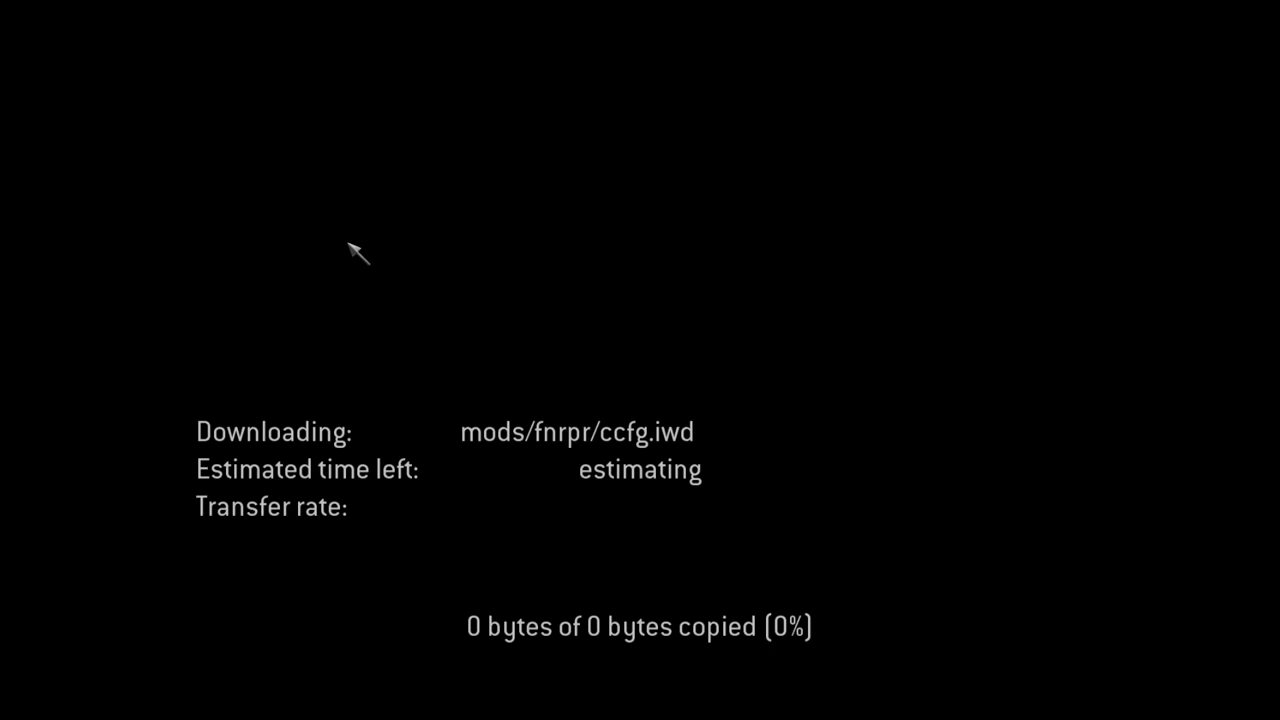 Downloading: mods/fnrpr/ccfg.iwd
Estimated time left: estimating
Transfer rate:
0 bytes of 0 bytes copied (0%)